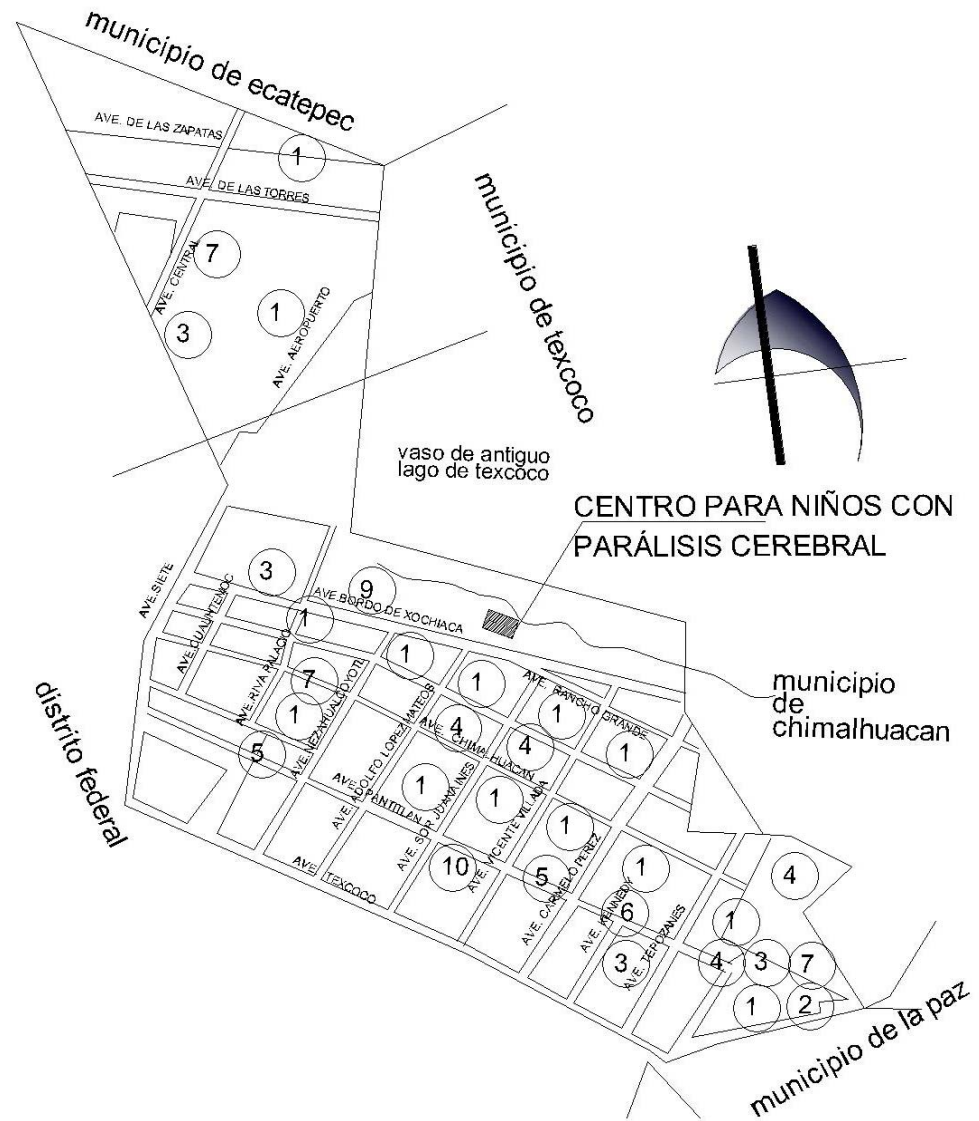 municipio de ecatepec
AVE. DE LAS ZAPATAS
1
AVE. DE LAS TORRES
municipio de texcoco
7
AVE. CENTRAL
1
3
AVE. AEROPUERTO
vaso de antiguo
lago de texcoco
CENTRO PARA NIÑOS CON
PARÁLISIS CEREBRAL
AVE.SIETE
3
9
AVE.CUAUHTEMOC
AVE.BORDO DE XOCHIACA
1
AVE.RIVA PALACIO
1
7
AVE.NEZAHUALCOYOTL
1
AVE. RANCHO GRANDE
municipio
de
chimalhuacan
distrito federal
1
5
AVE. ADOLFO LOPEZ MATEOS
4
AVE. CHIMALHUACAN
4
1
1
AVE. PANTITLAN
1
AVE. SOR JUANA INES
1
AVE. VICENTE VILLADA
1
AVE. TEXCOCO
10
5
AVE. CARMELO PEREZ
1
4
6
AVE. KENNEDY
1
3
AVE. TEPOZANES
4
3
7
1
2
municipio de la paz